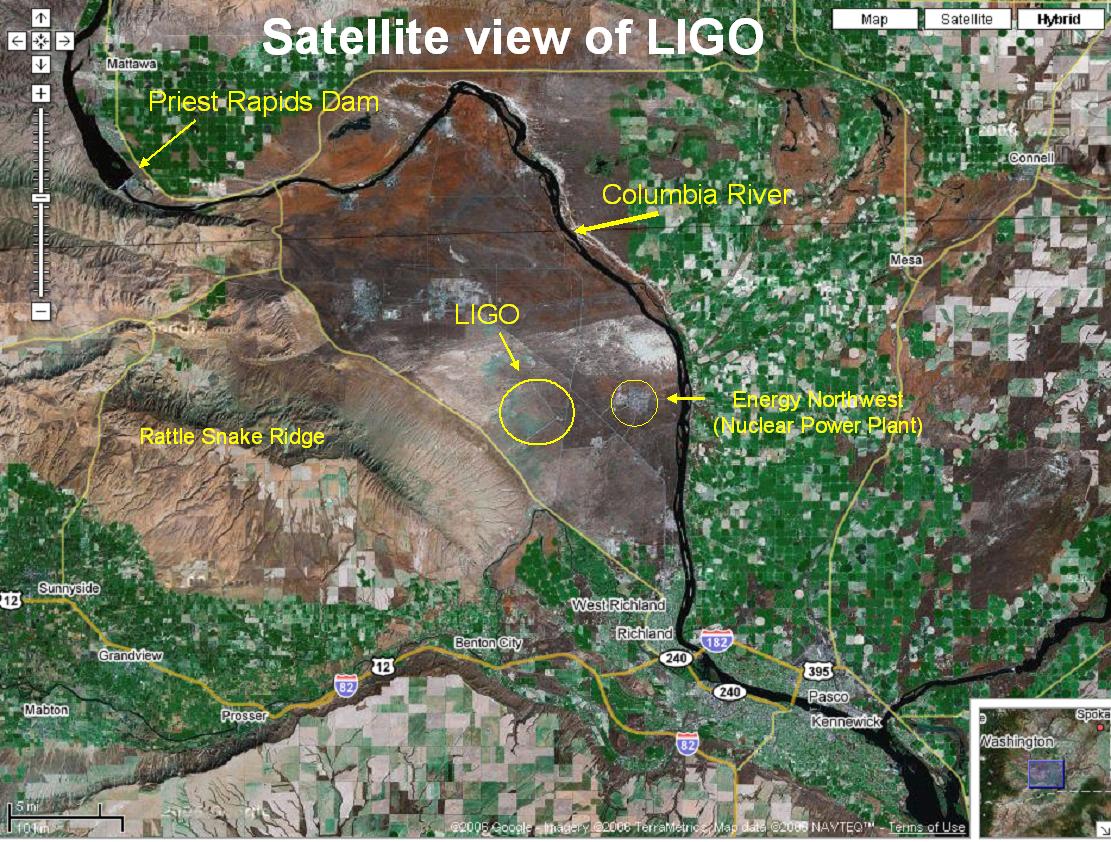 Satellite view of LIGO
Map
Satellite
Hybrid
Mattawa
Priest Rapids Dam
Connell
Columbia River
Mesa
LIGO
Energy Northwest
(Nuclear Power Plant)
Rattle Snake Ridge
Sunnyside
12
West Richland
Richland
182
Benton City
240
Grandview
12
395
82
240
Pasco
Mabton
Prosser
Kennewick
Spoka
e
Washington
82
5 mi
10 km
©2006 Google - Imagery ©2006 TerraMetrics, Map data ©2006 NAVTEQ™ - Terms of Use